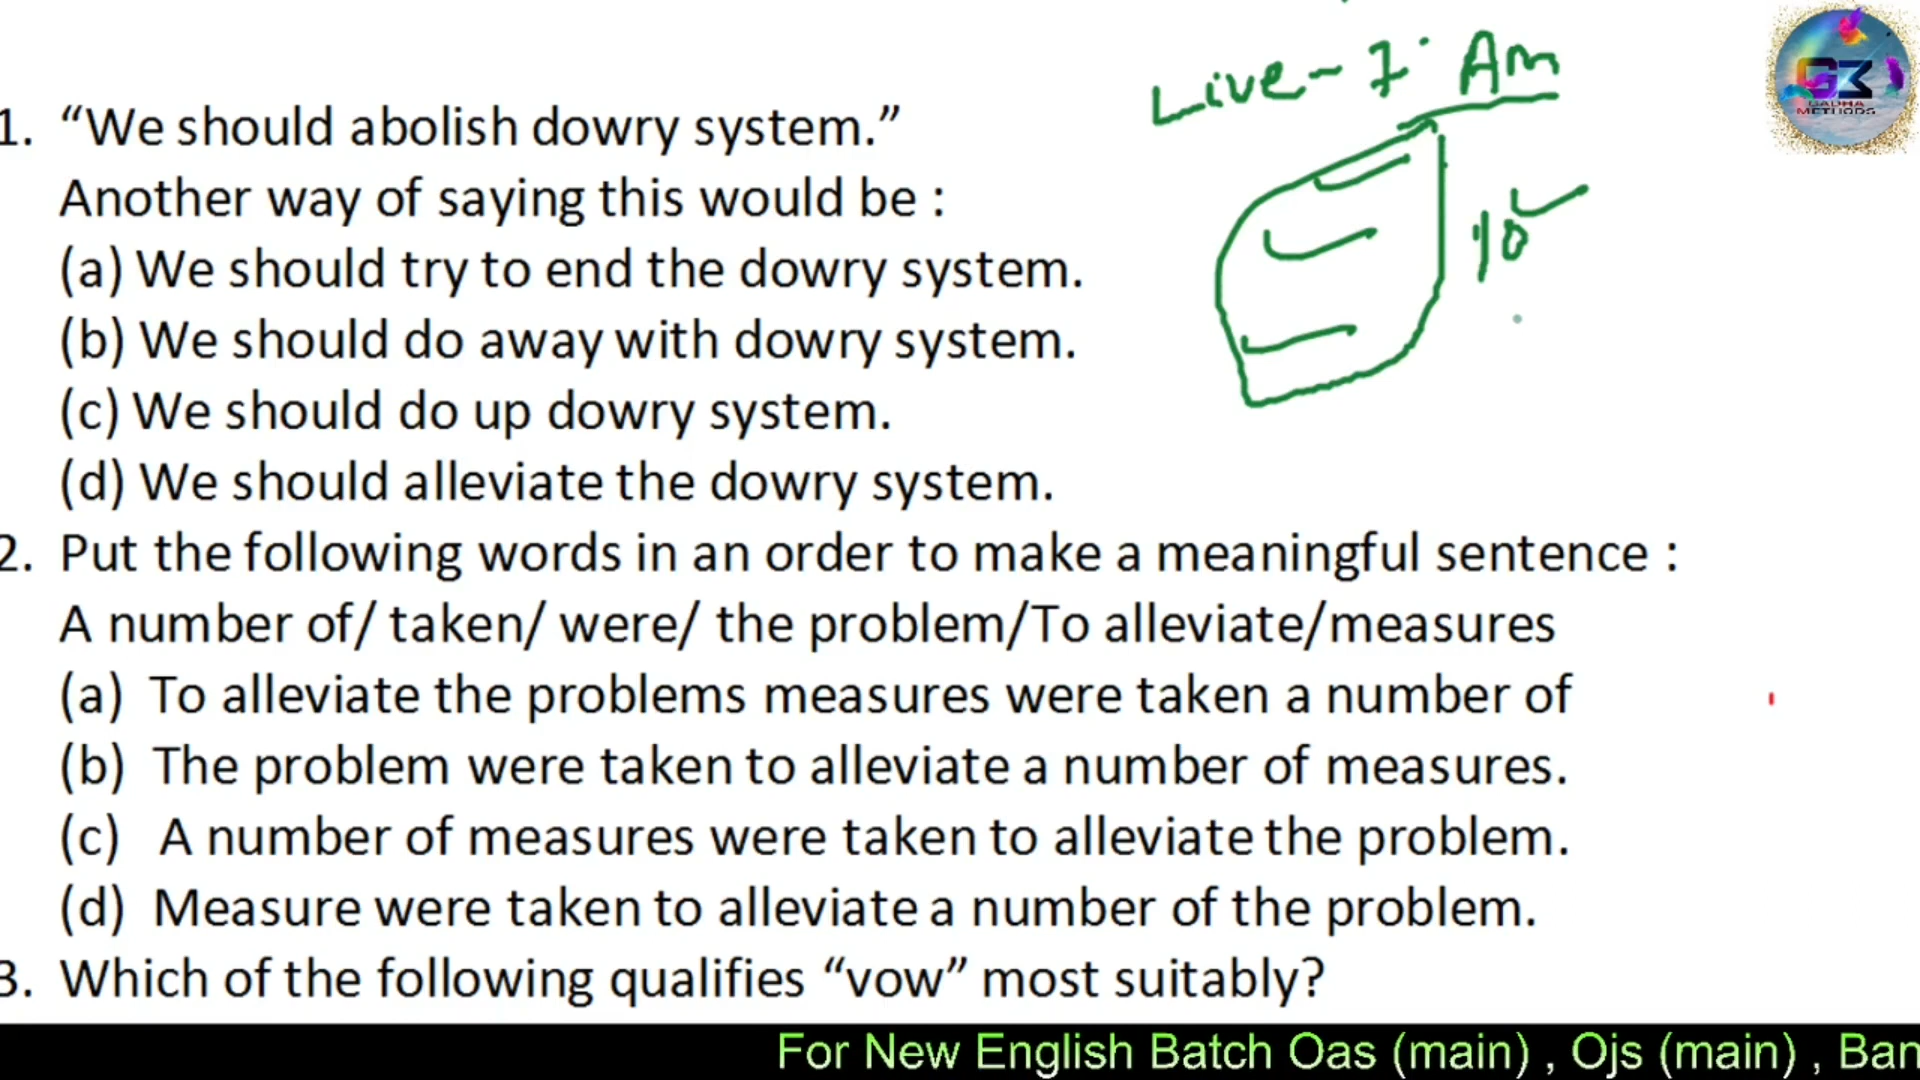 Live - 7 Am
1. “We should abolish dowry system.”
Another way of saying this would be :
10
(a) We should try to end the dowry system.
(b) We should do away with dowry system.
(c) We should do up dowry system.
(d) We should alleviate the dowry system.
2. Put the following words in an order to make a meaningful sentence :
A number of/ taken/ were/ the problem/To alleviate/measures
(a) To alleviate the problems measures were taken a number of
(b) The problem were taken to alleviate a number of measures.
(c) A number of measures were taken to alleviate the problem.
(d) Measure were taken to alleviate a number of the problem.
3. Which of the following qualifies “vow” most suitably?
For New English Batch Oas (main) , Ojs (main) , Ban